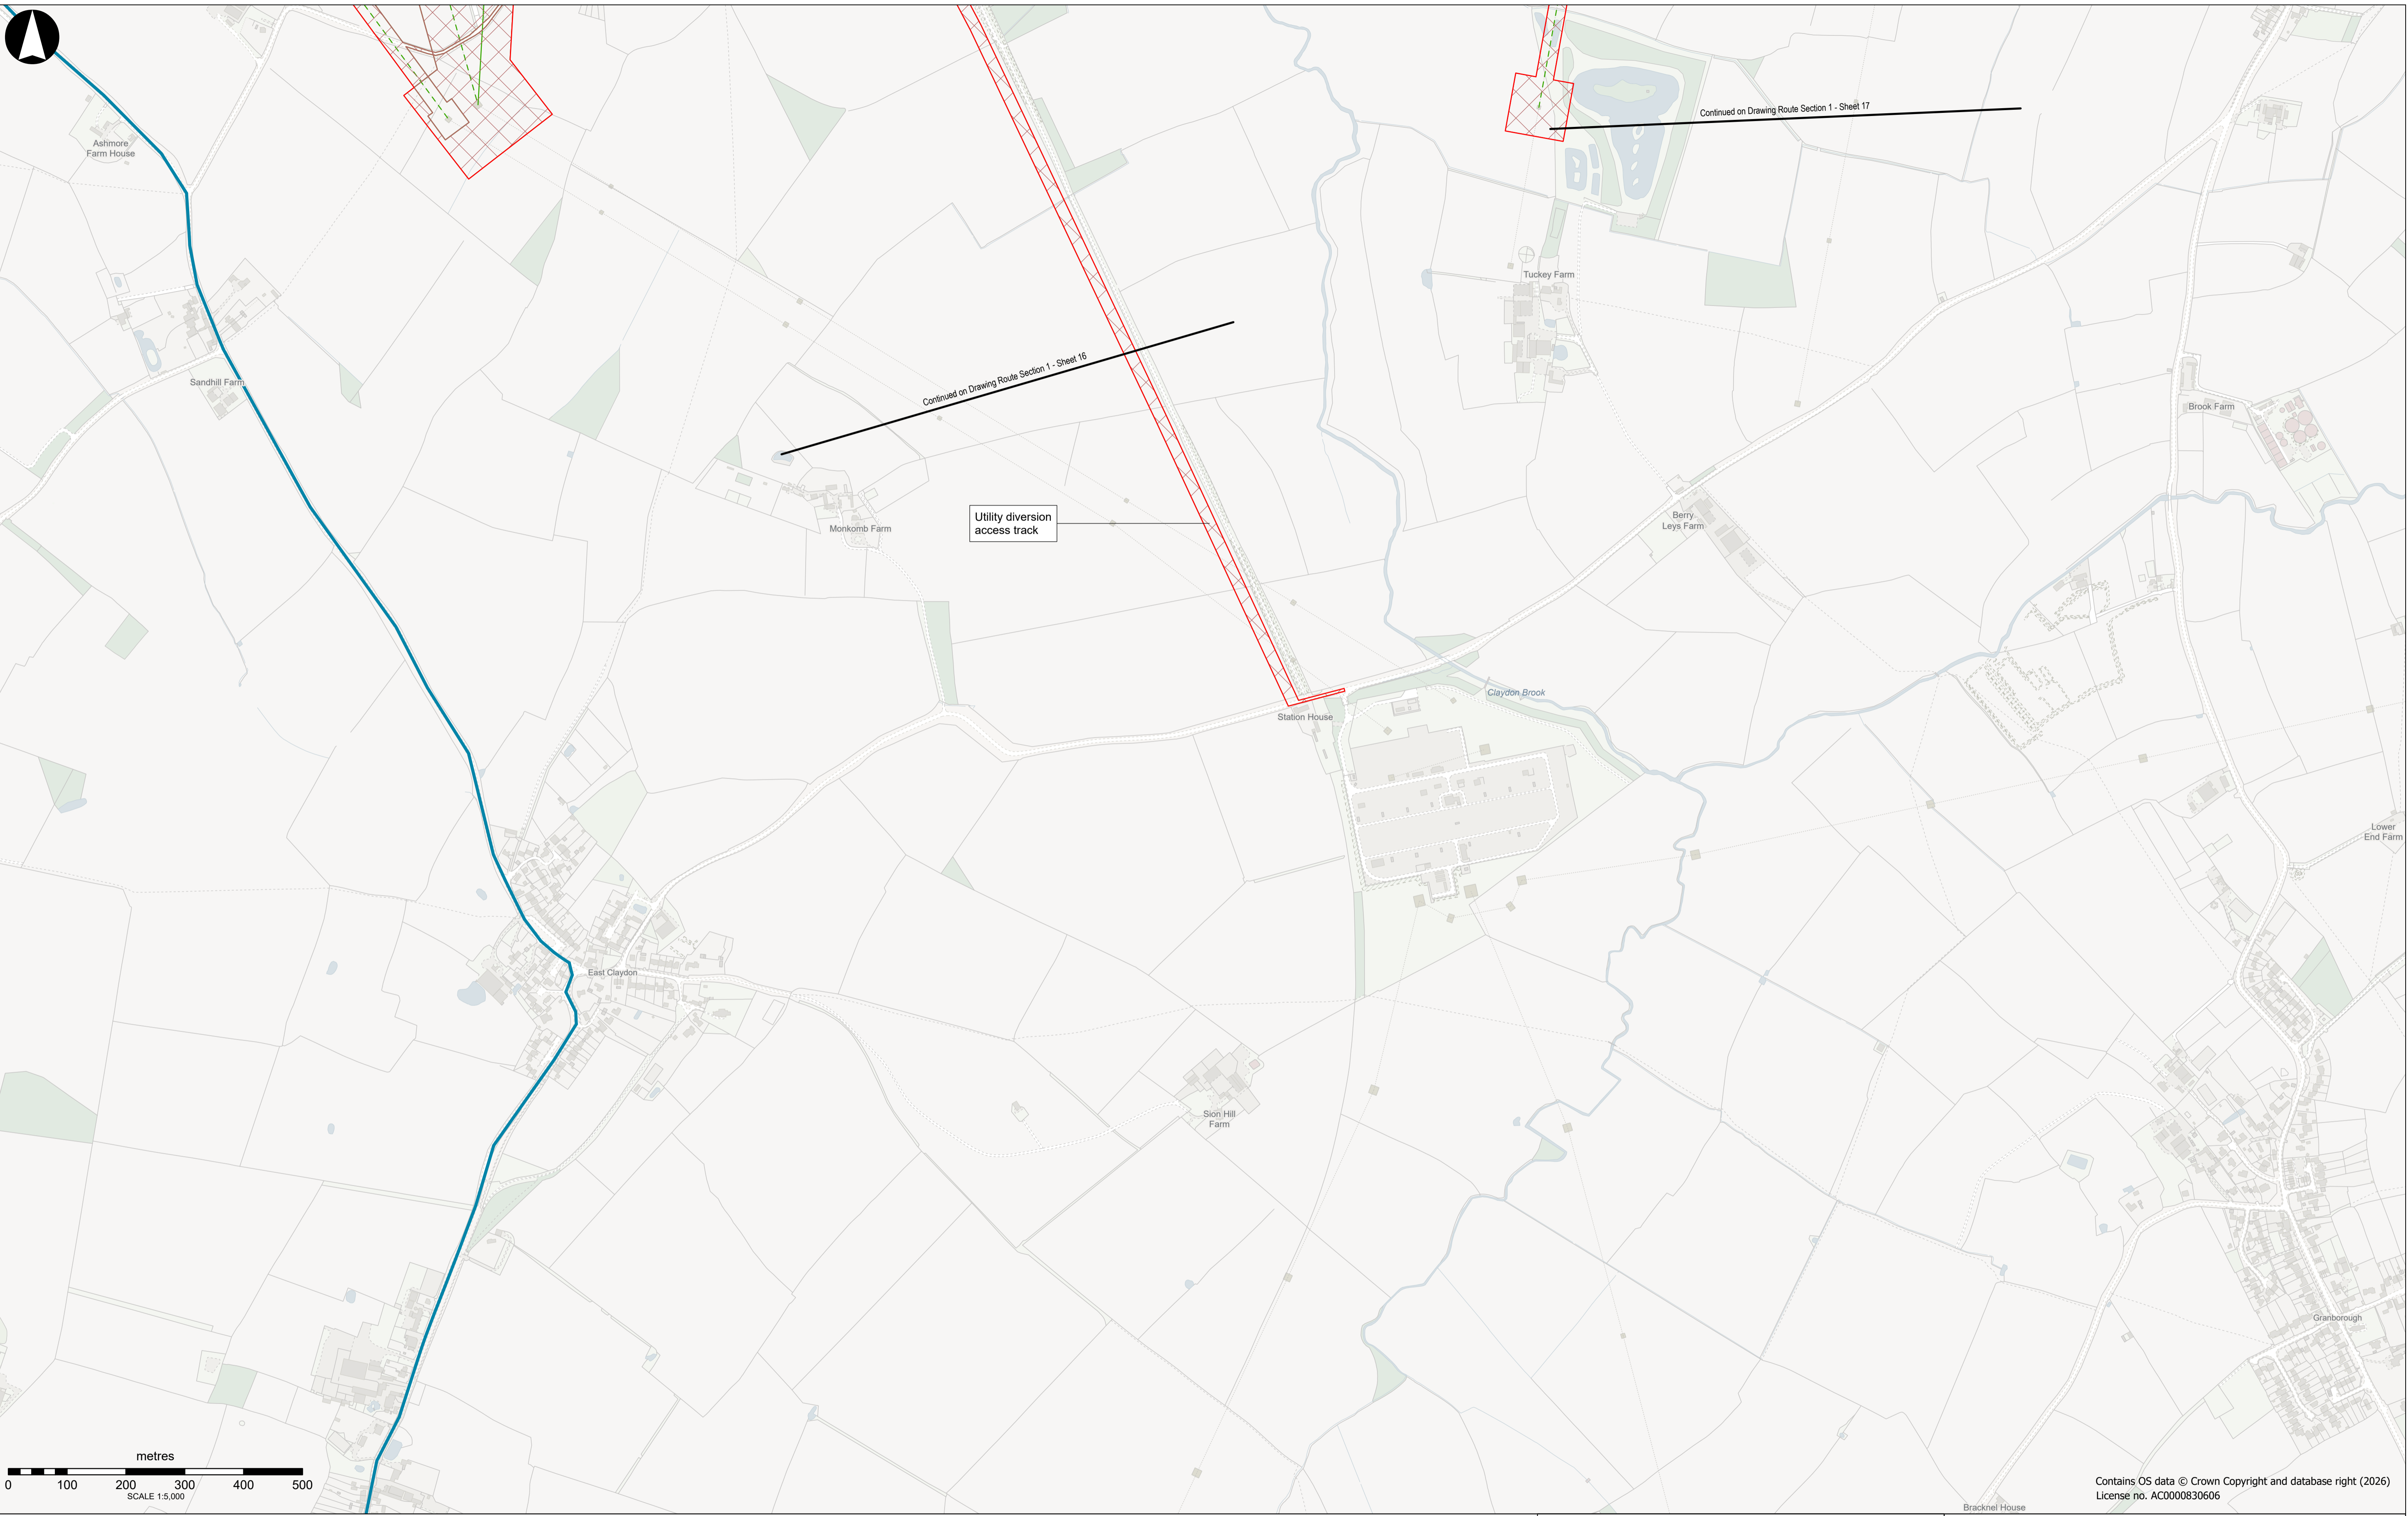 Continued on Drawing Route Section 1 - Sheet 17
Ashmore
Farm House
Tuckey Farm
Continued on Drawing Route Section 1 - Sheet 16
Sandhill Farm
Brook Farm
Utility diversion
access track
Monkomb Farm
Berry
Leys Farm
Claydon Brook
Station House
Lower
End Farm
East Claydon
Sion Hill
Farm
Granborough
metres
0 100 200 300 400 500
SCALE 1:5,000
Contains OS data © Crown Copyright and database right (2026)
License no. AC0000830606
Bracknel House